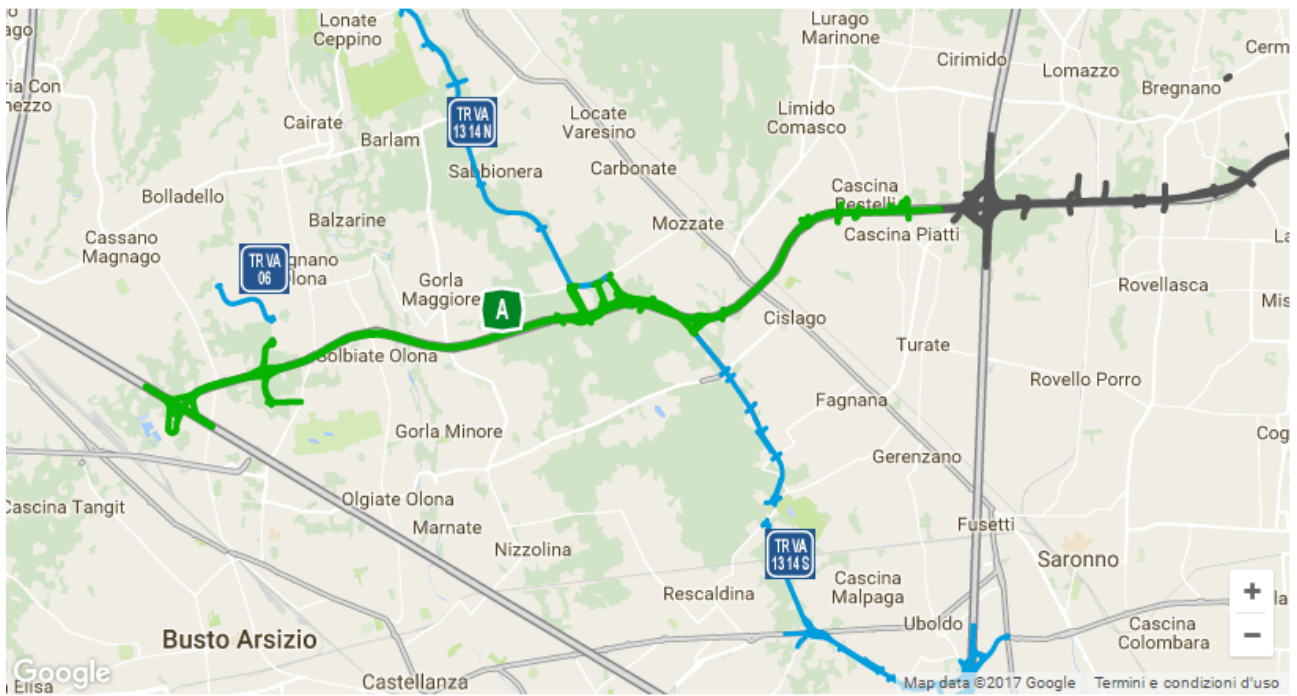 Lonate
Ceppino
Lurago
Marinone
Cirimido
Lomazzo
Bregnano
TR VA
13 14 N
Locate
Varesino
Limido
Comasco
Cairate
Barlam
Sabbionera
Carbonate
Bolladello
Cascina
Pestelli
Balzarine
Mozzate
Cascina Piatti
Cassano
Magnago
TR VA
06
Gorla
Maggiore
A
Rovellasca
Cislago
Solbiate Olona
Turate
Rovello Porro
Fagnana
Gorla Minore
Gerenzano
Olgiate Olona
Cascina Tangit
Marnate
Fusetti
Nizzolina
TR VA
13 14 S
Saronno
Cascina
Malpaga
Rescaldina
+
−
Uboldo
Cascina
Colombara
Busto Arsizio
Google
Castellanza
Map data ©2017 Google
Termini e condizioni d'uso